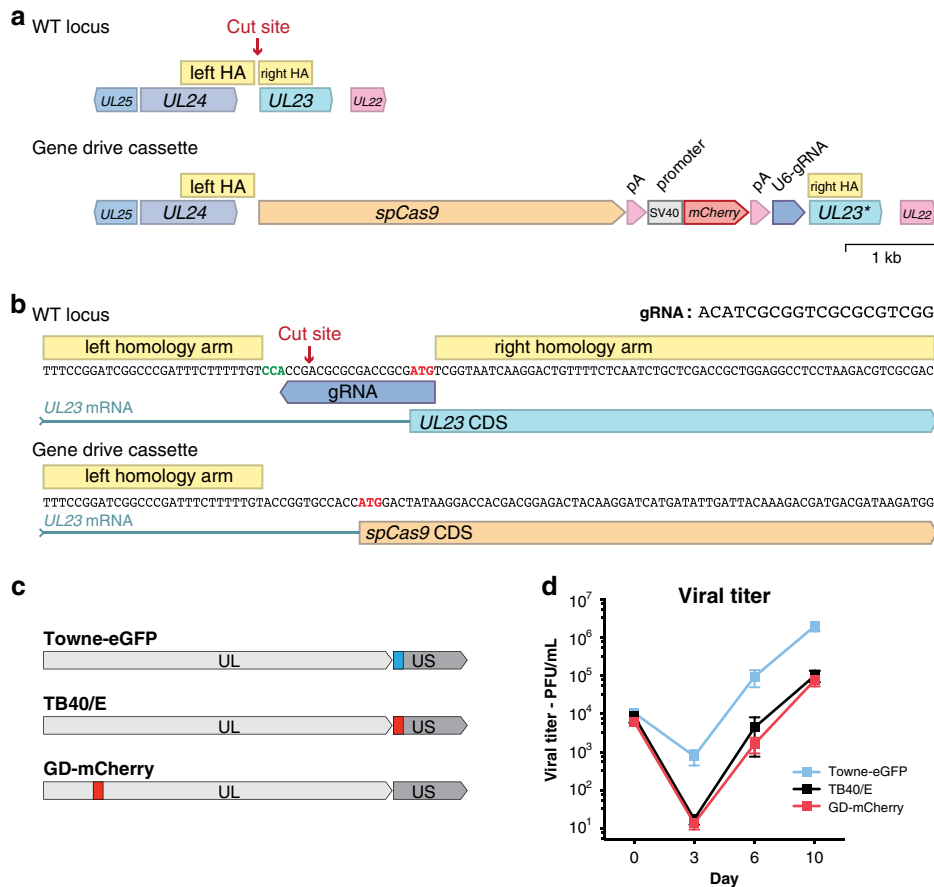 a
WT locus
Cut site
left HA
right HA
UL25
UL24
UL23
UL22
Gene drive cassette
pA
promoter
pA
U6-gRNA
left HA
right HA
UL25
UL24
spCas9
SV40
mCherry
UL23*
UL22
1 kb
b
WT locus
gRNA: ACATCGCGGTCGCGCGTCGG
Cut site
left homology arm
right homology arm
TTTCCGGATCGGCCCGATTTCTTTTTGTCCACCGACGCGCGACCGCGATGTCGGTAATCAAGGACTGTTTTCTCAATCTGCTCGACCGCTGGAGGCCTCCTAAGACGTCGCGAC
gRNA
UL23 mRNA
UL23 CDS
Gene drive cassette
left homology arm
TTTCCGGATCGGCCCGATTTCTTTTTGTACCGGTGCCACCATGGACTATAAGGACCACGACGGAGACTACAAGGATCATGATATTGATTACAAAGACGATGACGATAAGATGG
UL23 mRNA
spCas9 CDS
c
Towne-eGFP
UL
US
TB40/E
UL
US
GD-mCherry
UL
US
d
Viral titer
Viral titer - PFU/mL
10⁷
10⁶
10⁵
10⁴
10³
10²
10¹
Towne-eGFP
TB40/E
GD-mCherry
0
3
6
10
Day